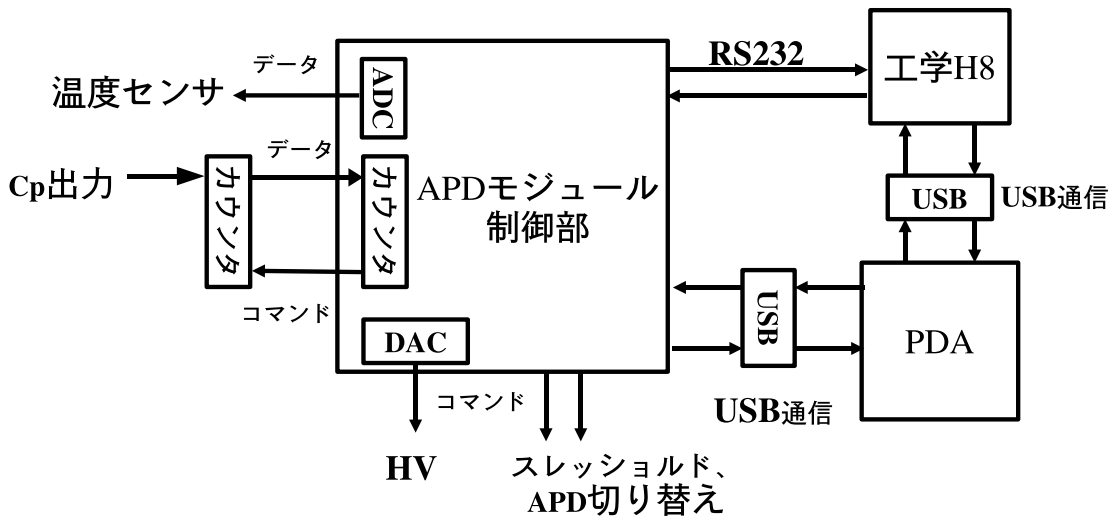 データ
温度センサ
ADC
RS232
工学H8
データ
Cp出力
カウンタ
カウンタ
APDモジュール
制御部
USB
USB通信
コマンド
DAC
USB
PDA
コマンド
USB通信
HV
スレッショルド、
APD切り替え